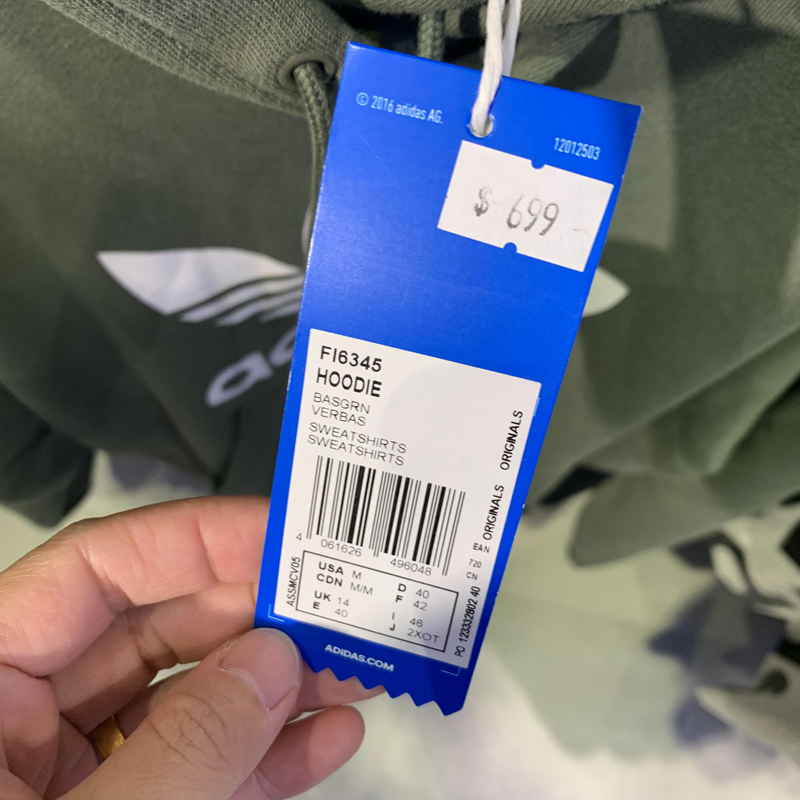 © 2016 adidas AG.
12012503
$ 699 –
FI6345
HOODIE
BASGRN
VERBAS
SWEATSHIRTS
SWEATSHIRTS
ORIGINALS ORIGINALS
4 061626 496048
EAN
720
CN
ASSMCV05
USA M D 40
CDN M/M F 42
UK 14 I 46
E 40 J 2XOT
PO 123332802.40
ADIDAS.COM